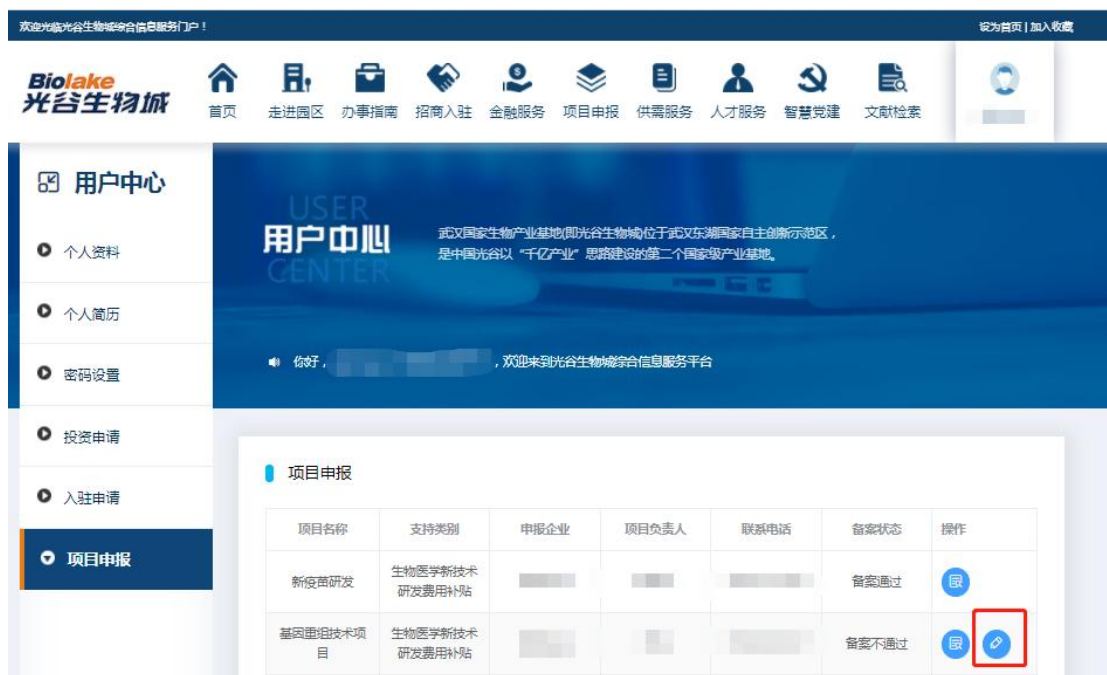 欢迎光临光谷生物城综合信息服务门户！
设为首页 | 加入收藏
Biolake
光谷生物城
首页
走进园区
办事指南
招商入驻
金融服务
项目申报
供需服务
人才服务
智慧党建
文献检索
用户中心
个人资料
个人简历
密码设置
投资申请
入驻申请
项目申报
USER
用户中心
CENTER
武汉国家生物产业基地(即光谷生物城)位于武汉东湖国家自主创新示范区，
是中国光谷以“千亿产业”思路建设的第二个国家级产业基地。
你好，
，欢迎来到光谷生物城综合信息服务平台
项目申报
项目名称 支持类别 申报企业 项目负责人 联系电话 备案状态 操作
新疫苗研发
生物医学新技术
研发费用补贴
备案通过
基因重组技术项
目
生物医学新技术
研发费用补贴
备案不通过